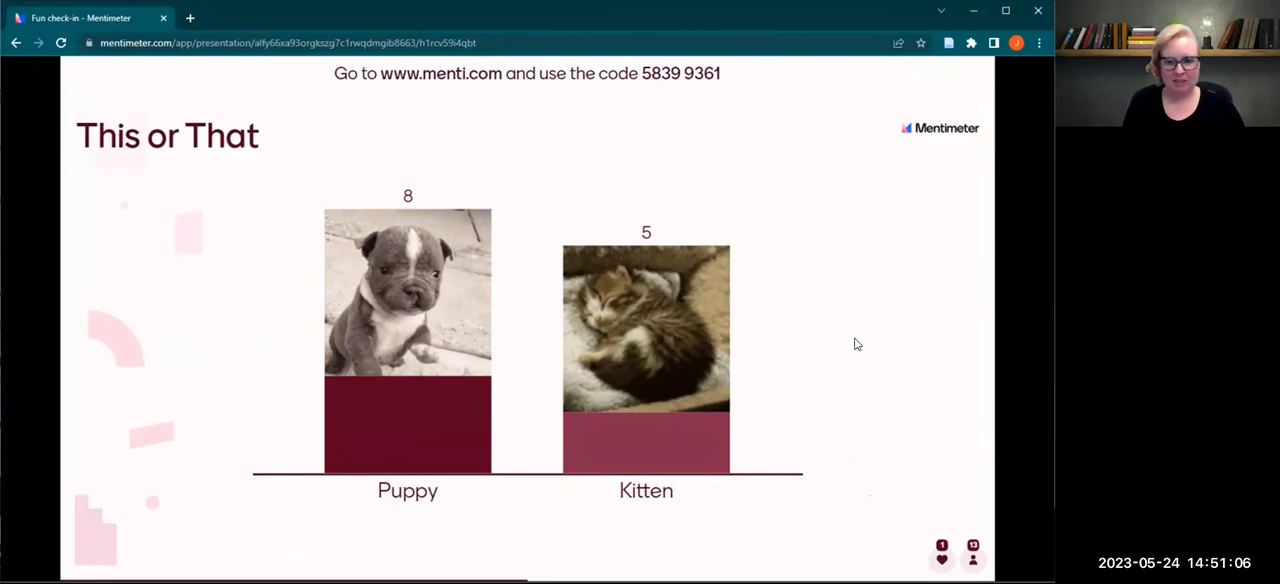 Fun check-in - Mentimeter
mentimeter.com/app/presentation/alfy66xa93orgkszg7c1rwqdmgib8663/h1rcv59i4qbt
J
Go to www.menti.com and use the code 5839 9361
This or That
Mentimeter
8
5
Puppy
Kitten
1
13
2023-05-24 14:51:06